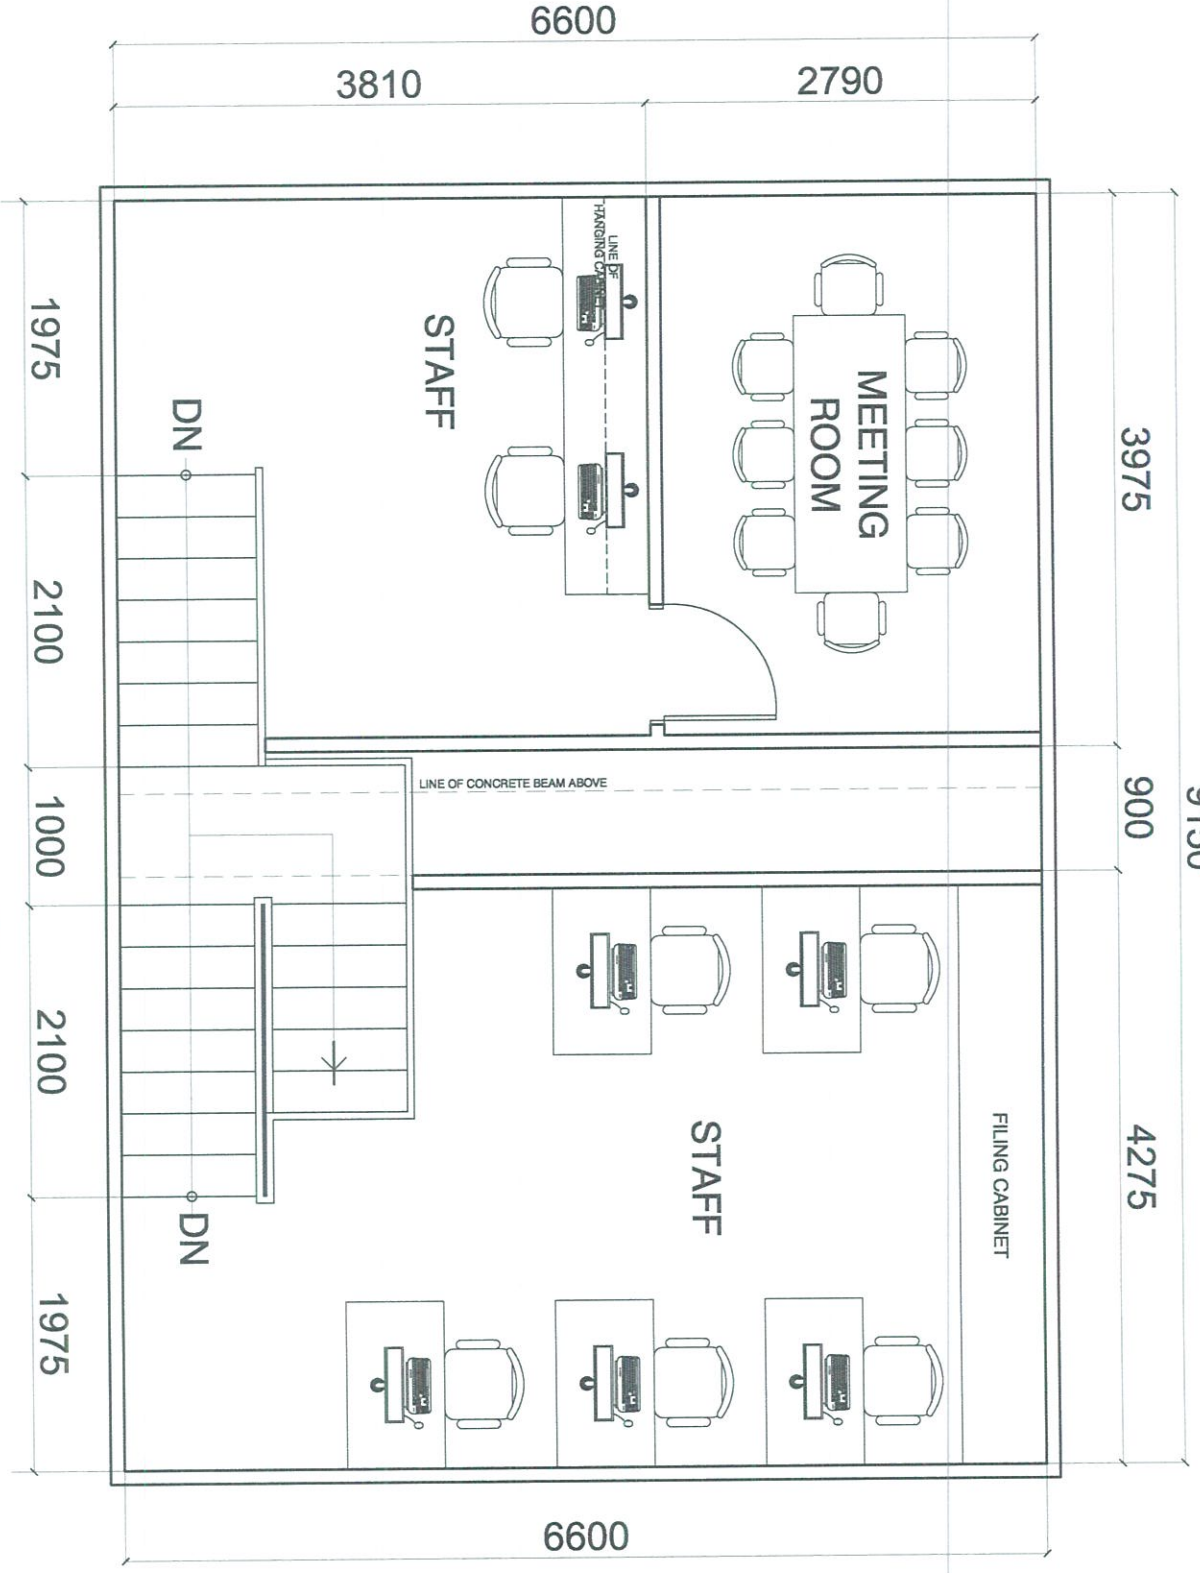 6600
3810
2790
1975
2100
1000
2100
1975
3975
900
4275
9150
LINE OF
HANGING CABINET
STAFF
MEETING
ROOM
DN
LINE OF CONCRETE BEAM ABOVE
STAFF
FILING CABINET
DN
6600